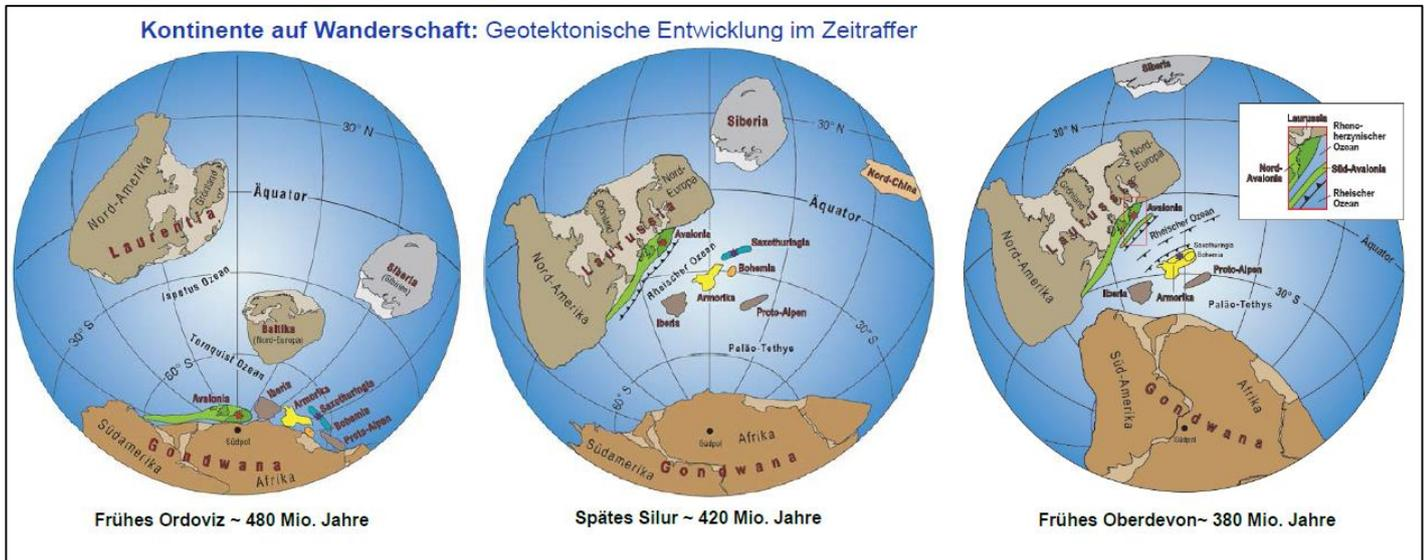 Kontinente auf Wanderschaft: Geotektonische Entwicklung im Zeitraffer
30° N
Nord-Amerika
Grönland
Laurentia
Äquator
Iapetus Ozean
Siberia
(Sibirien)
Baltika
(Nord-Europa)
30° S
Tornquist Ozean
60° S
Avalonia
Iberia
Armorika
Saxothuringia
Bohemia
Proto-Alpen
Südpol
Südamerika
Gondwana
Afrika
Frühes Ordoviz ~ 480 Mio. Jahre
Siberia
30° N
Nord-China
Nord-Europa
Grönland
Laurussia
Äquator
Nord-Amerika
Avalonia
Rheischer Ozean
Saxothuringia
Bohemia
Armorika
Iberia
Proto-Alpen
30° S
Paläo-Tethys
60° S
Südpol
Afrika
Südamerika
Gondwana
Spätes Silur ~ 420 Mio. Jahre
Siberia
30° N
Nord-Europa
Grönland
Laurussia
Nord-Amerika
Avalonia
Rheischer Ozean
Saxothuringia
Bohemia
Äquator
Proto-Alpen
Iberia
Armorika
Paläo-Tethys
30° S
Süd-Amerika
Afrika
Gondwana
Südpol
Laurussia
Rheno-
herzynischer
Ozean
Nord-
Avalonia
Süd-Avalonia
Rheischer
Ozean
Frühes Oberdevon~ 380 Mio. Jahre